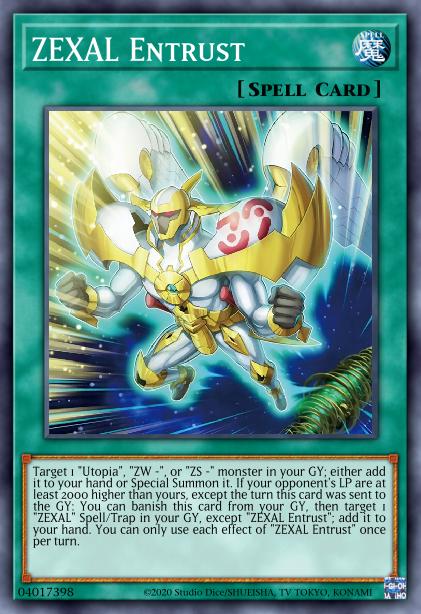 ZEXAL Entrust
SPELL
魔
[Spell Card]
Target 1 "Utopia", "ZW -", or "ZS -" monster in your GY; either add
it to your hand or Special Summon it. If your opponent's LP are at
least 2000 higher than yours, except the turn this card was sent to
the GY: You can banish this card from your GY, then target 1
"ZEXAL" Spell/Trap in your GY, except "ZEXAL Entrust"; add it to
your hand. You can only use each effect of "ZEXAL Entrust" once
per turn.
04017398
©2020 Studio Dice/SHUEISHA, TV TOKYO, KONAMI